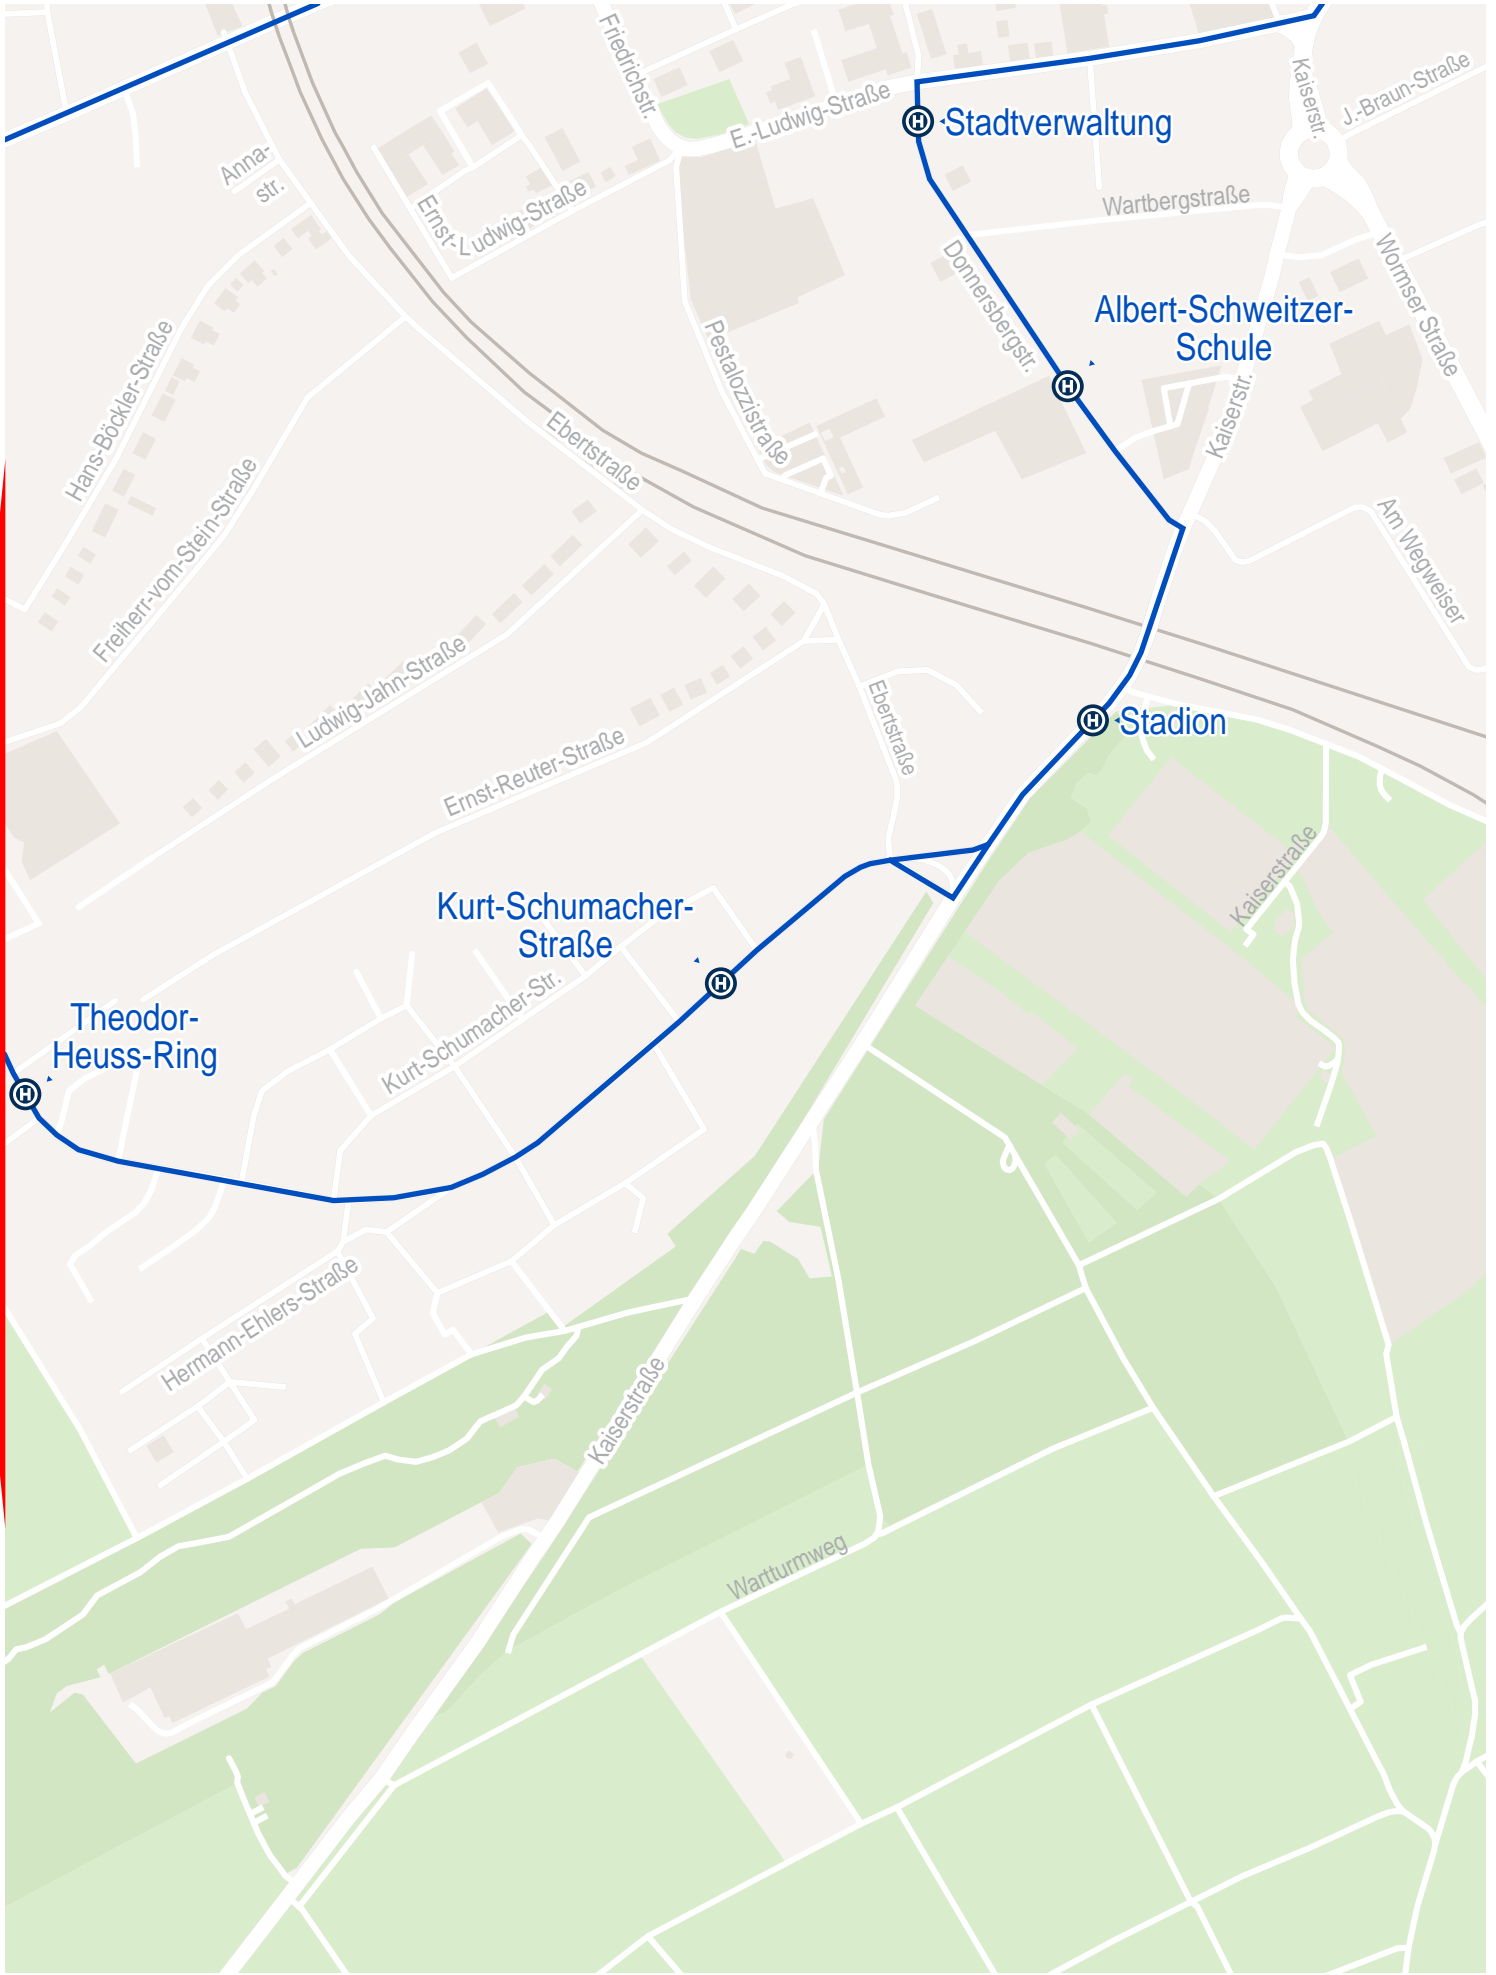 Friedrichstr.
Kaiserstr.
J.-Braun-Straße
E.-Ludwig-Straße
H
Stadtverwaltung
Anna-
str.
Ernst-Ludwig-Straße
Wartbergstraße
Donnersbergstr.
Wormser Straße
Albert-Schweitzer-
Schule
H
Hans-Böckler-Straße
Pestalozzistraße
Kaiserstr.
Ebertstraße
Freiherr-vom-Stein-Straße
Am Wegweiser
Ludwig-Jahn-Straße
Ebertstraße
H
Stadion
Ernst-Reuter-Straße
Kaiserstraße
Kurt-Schumacher-
Straße
H
Kurt-Schumacher-Str.
Theodor-
Heuss-Ring
H
Hermann-Ehlers-Straße
Kaiserstraße
Wartturmweg